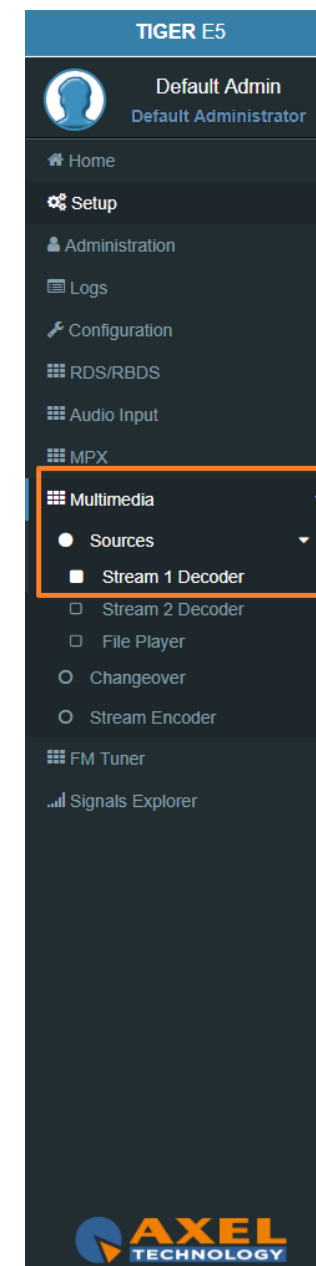 TIGER E5
Default Admin
Default Administrator
Home
Setup
Administration
Logs
Configuration
RDS/RBDS
Audio Input
MPX
Multimedia
Sources
Stream 1 Decoder
Stream 2 Decoder
File Player
Changeover
Stream Encoder
FM Tuner
Signals Explorer
AXEL
TECHNOLOGY